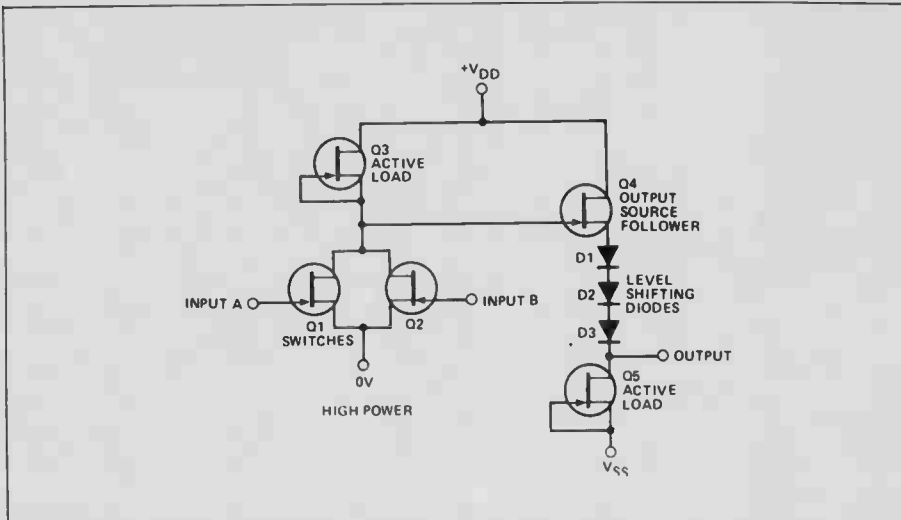 +VDD
Q3
ACTIVE
LOAD
Q4
OUTPUT
SOURCE
FOLLOWER
D1
D2
D3
LEVEL
SHIFTING
DIODES
INPUT A
INPUT B
Q1
Q2
SWITCHES
0V
OUTPUT
HIGH POWER
Q5
ACTIVE
LOAD
VSS